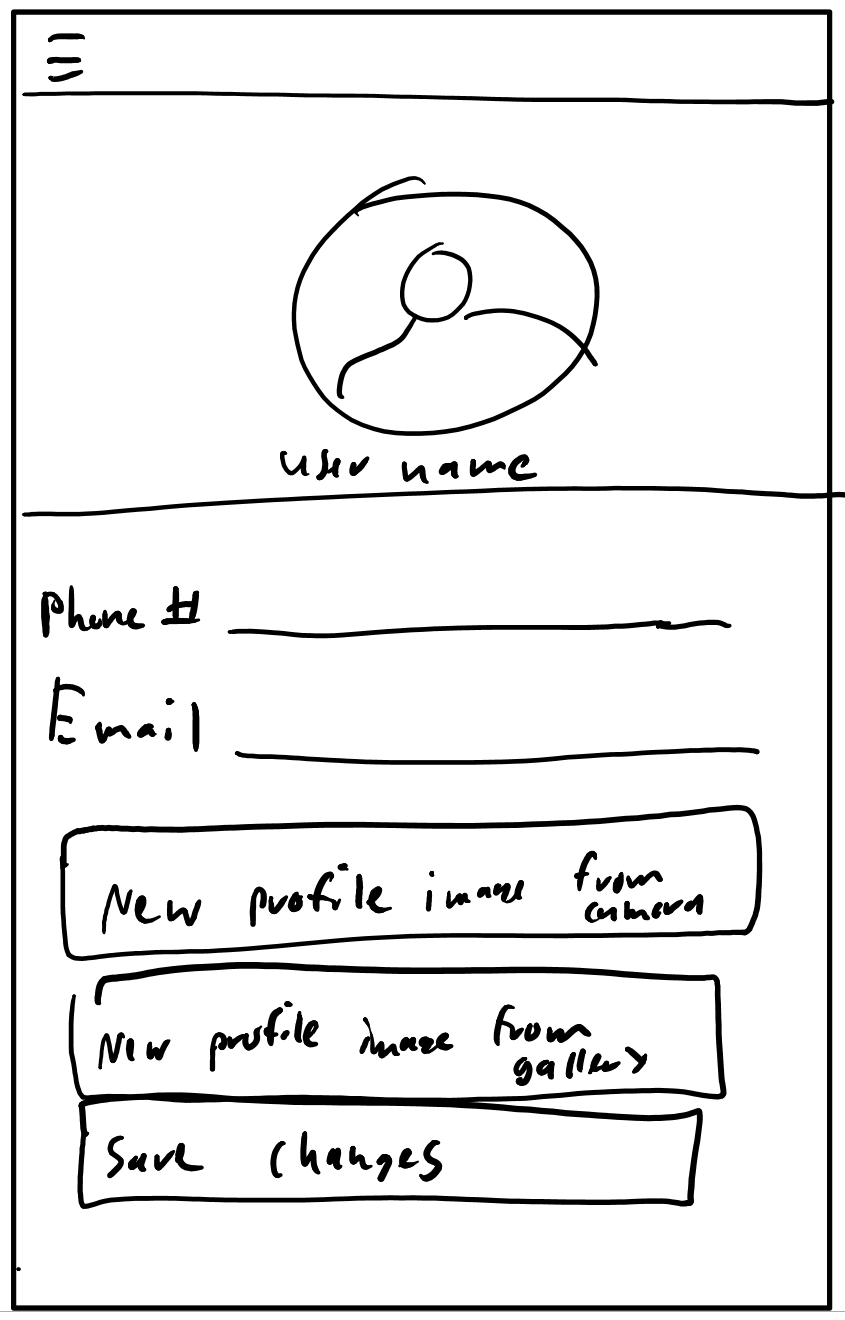 user name
Phone #
Email
New profile image from
camera
New profile image from
gallery
Save changes